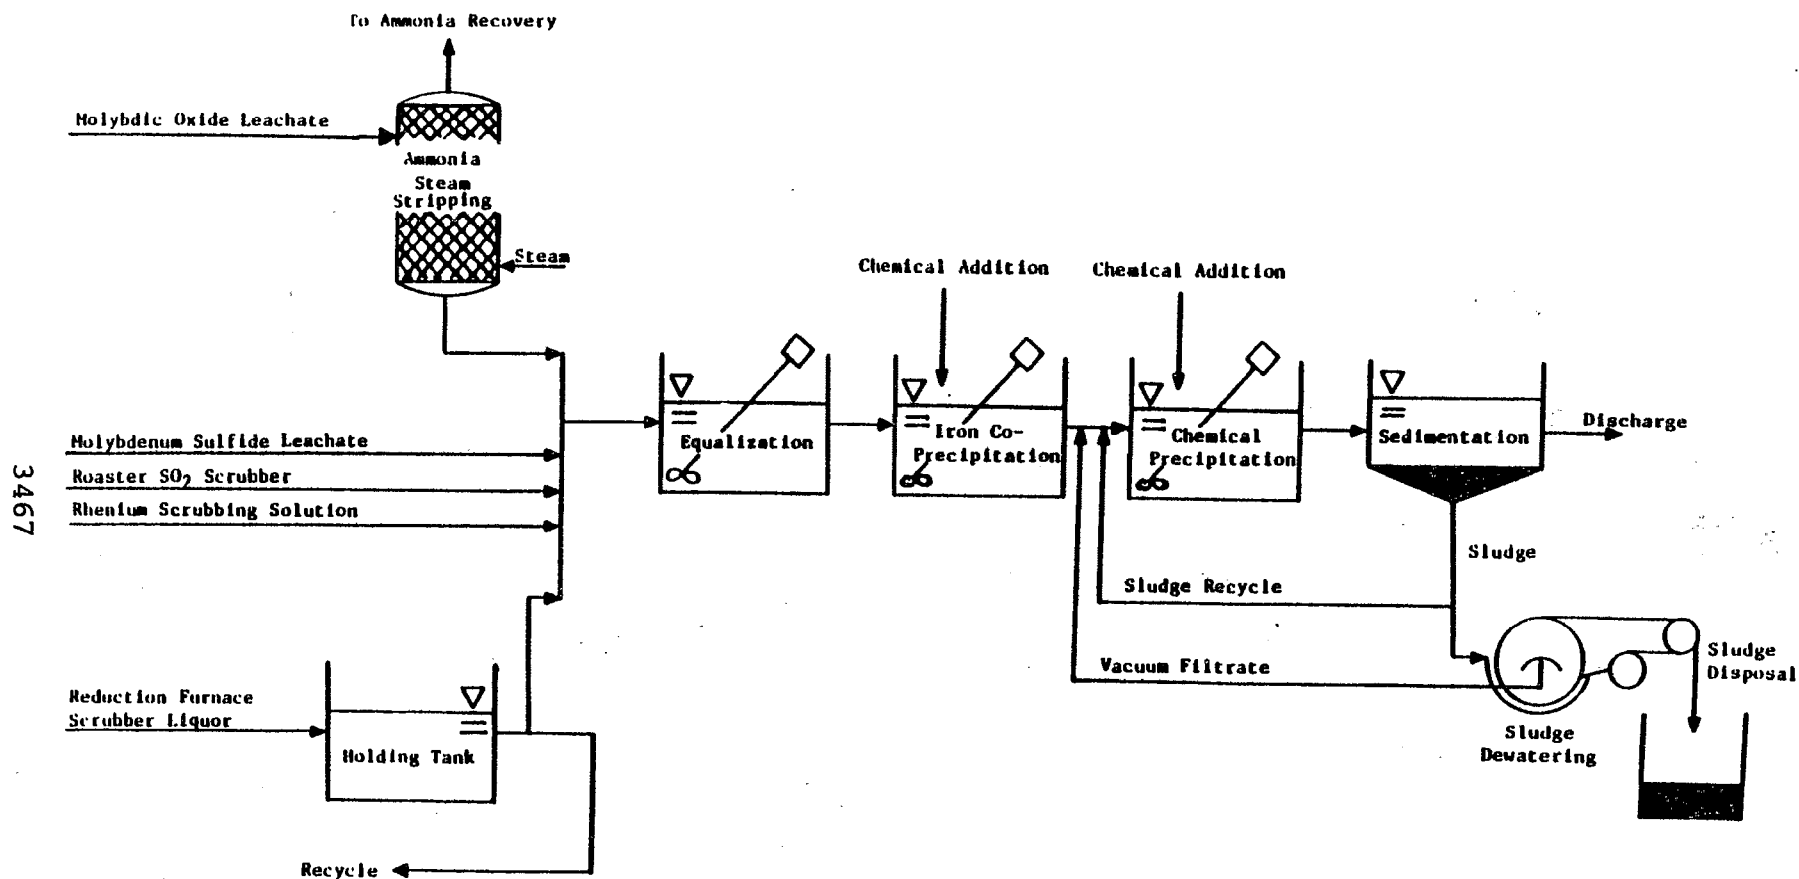 To Ammonia Recovery
Molybdic Oxide Leachate
Ammonia
Steam
Stripping
Steam
Chemical Addition
Chemical Addition
Equalization
Iron Co-
Precipitation
Chemical
Precipitation
Sedimentation
Discharge
Molybdenum Sulfide Leachate
Roaster SO2 Scrubber
Rhenium Scrubbing Solution
3467
Sludge
Sludge Recycle
Vacuum Filtrate
Sludge
Disposal
Reduction Furnace
Scrubber Liquor
Holding Tank
Sludge
Dewatering
Recycle